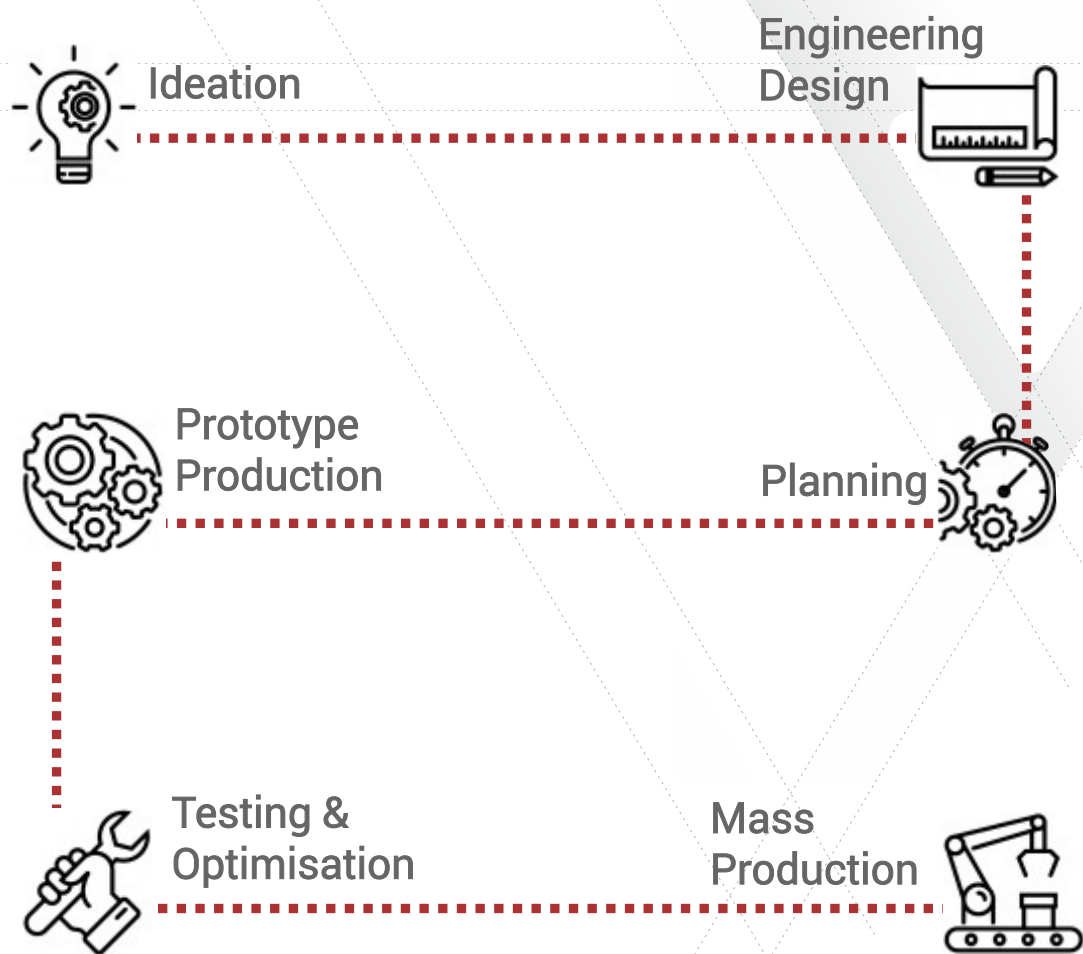 Ideation
Engineering
Design
Prototype
Production
Planning
Testing &
Optimisation
Mass
Production